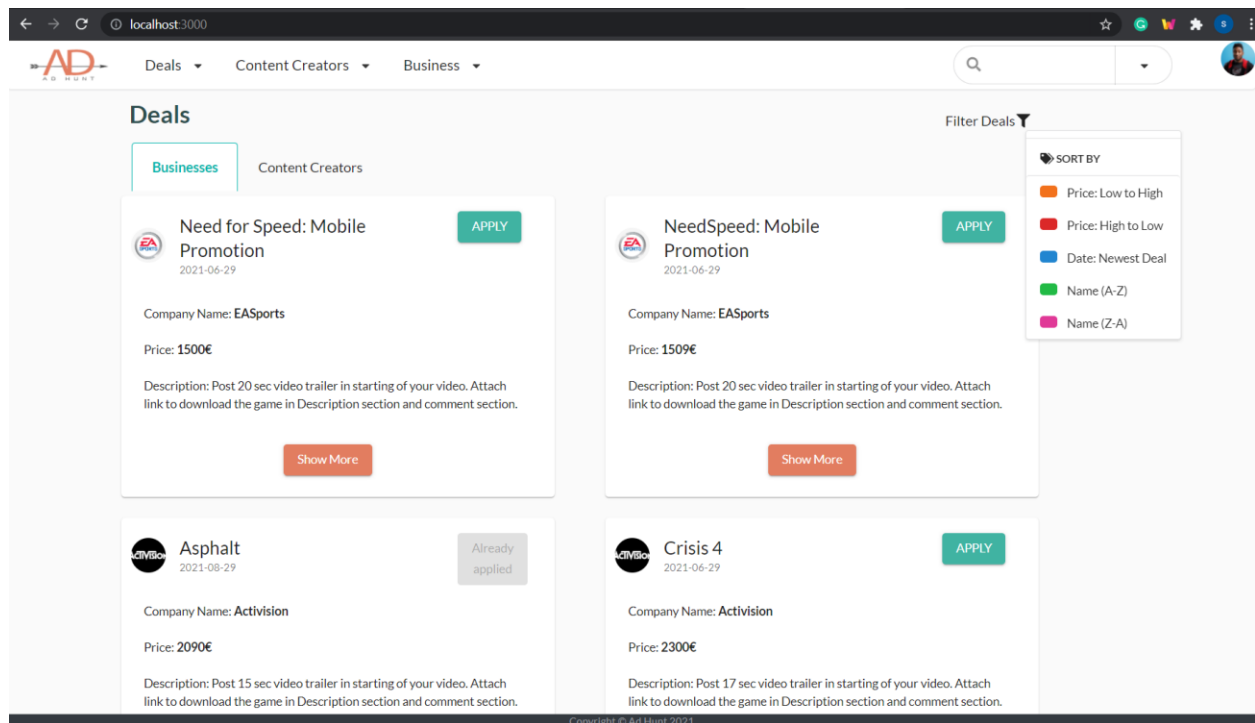 localhost:3000
AD
AD HUNT
Deals
Content Creators
Business
Deals
Filter Deals
Businesses
Content Creators
SORT BY
Price: Low to High
Price: High to Low
Date: Newest Deal
Name (A-Z)
Name (Z-A)
Need for Speed: Mobile
Promotion
2021-06-29
APPLY
Company Name: EASports
Price: 1500€
Description: Post 20 sec video trailer in starting of your video. Attach
link to download the game in Description section and comment section.
Show More
NeedSpeed: Mobile
Promotion
2021-06-29
APPLY
Company Name: EASports
Price: 1509€
Description: Post 20 sec video trailer in starting of your video. Attach
link to download the game in Description section and comment section.
Show More
Asphalt
2021-08-29
Already
applied
Company Name: Activision
Price: 2090€
Description: Post 15 sec video trailer in starting of your video. Attach
link to download the game in Description section and comment section.
Crisis 4
2021-06-29
APPLY
Company Name: Activision
Price: 2300€
Description: Post 17 sec video trailer in starting of your video. Attach
link to download the game in Description section and comment section.
Copyright © Ad Hunt 2021